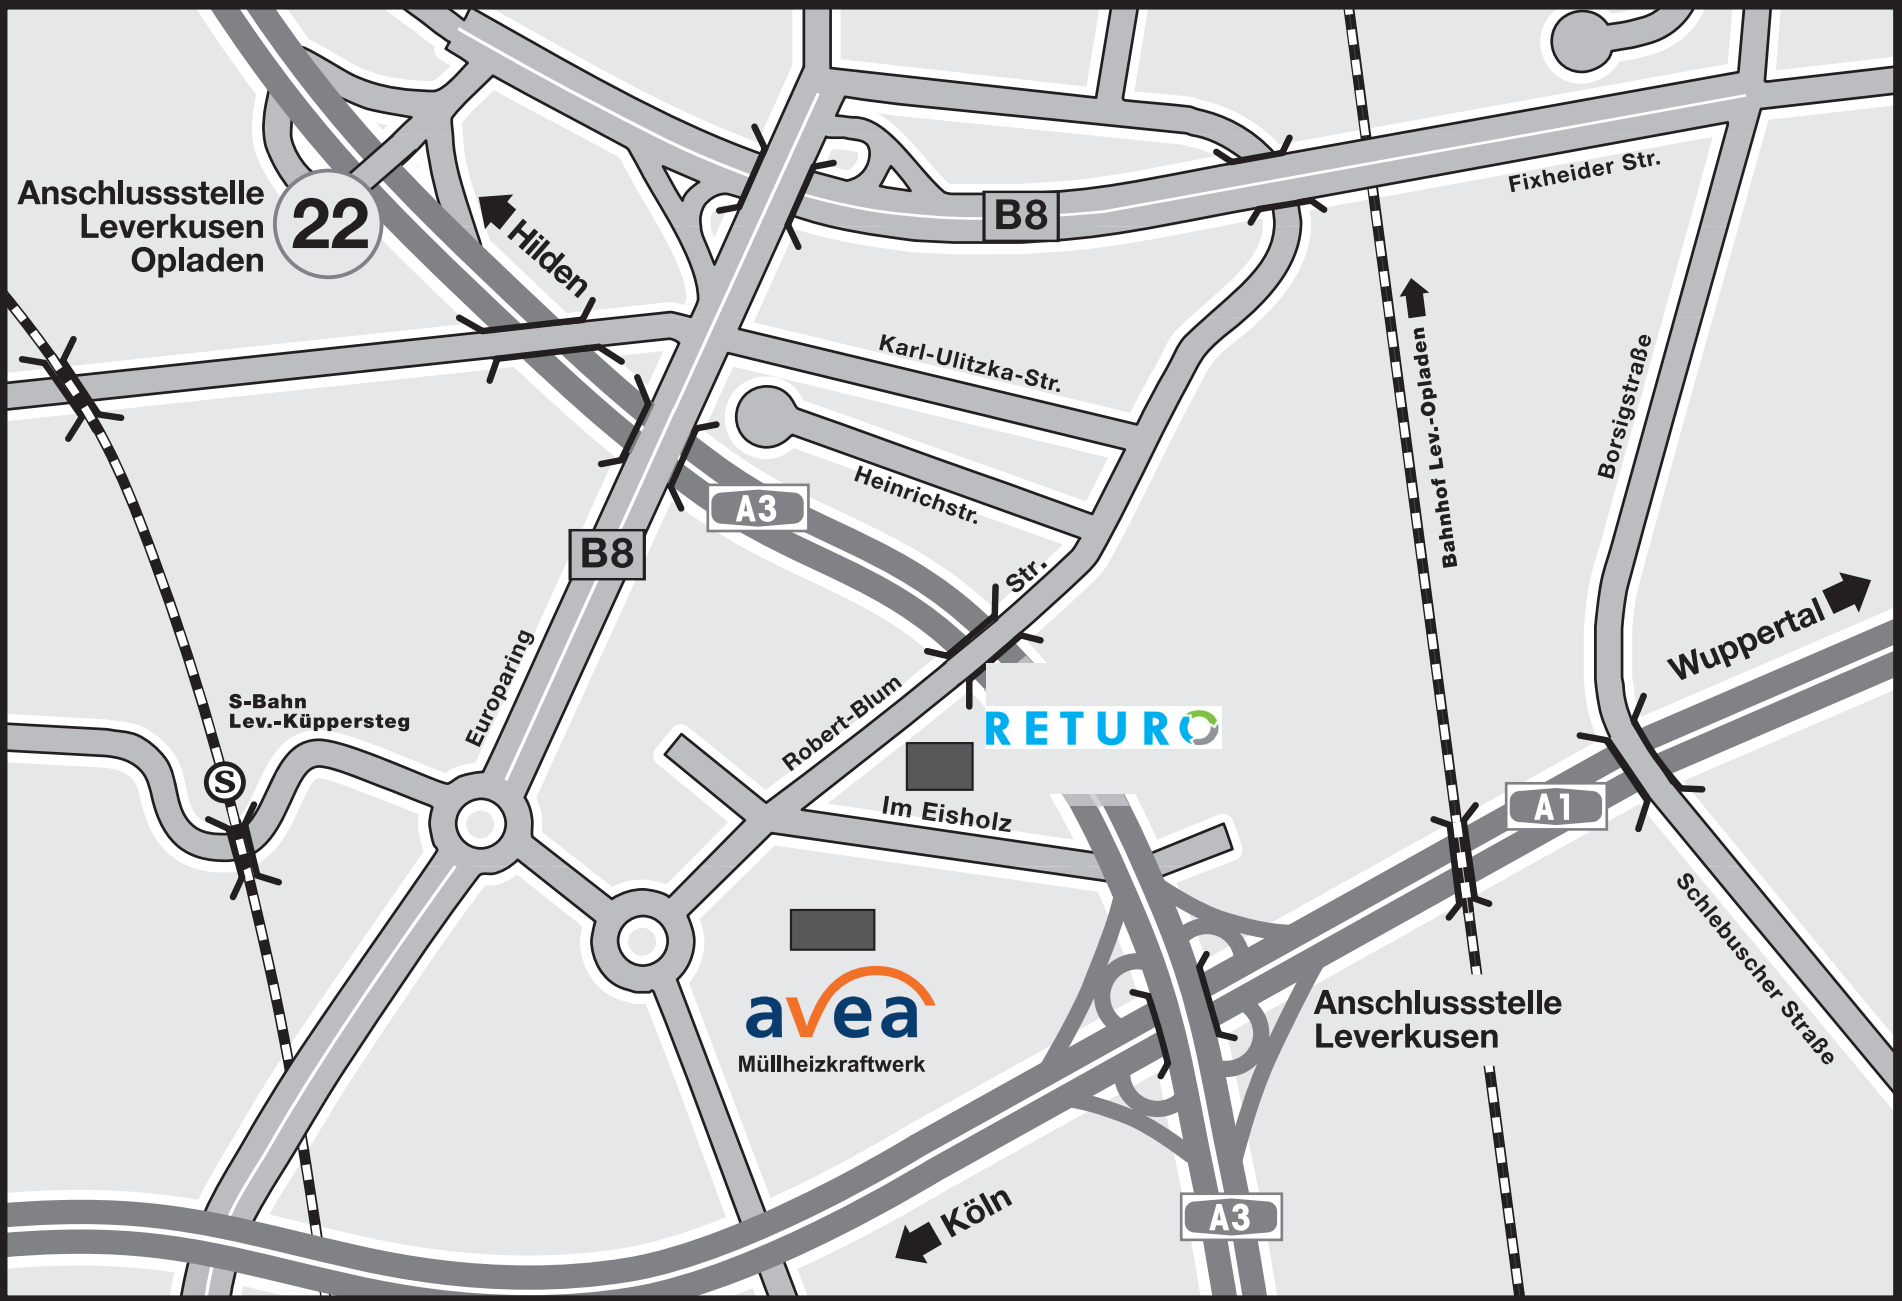 Anschlussstelle
Leverkusen
Opladen
22
Hilden
B8
Fixheider Str.
Karl-Ulitzka-Str.
Heinrichstr.
Bahnhof Lev.-Opladen
Borsigstraße
A3
B8
Europaring
Robert-Blum
Str.
Wuppertal
S-Bahn
Lev.-Küppersteg
S
RETURO
Im Eisholz
A1
Schlebuscher Straße
avea
Müllheizkraftwerk
Anschlussstelle
Leverkusen
Köln
A3